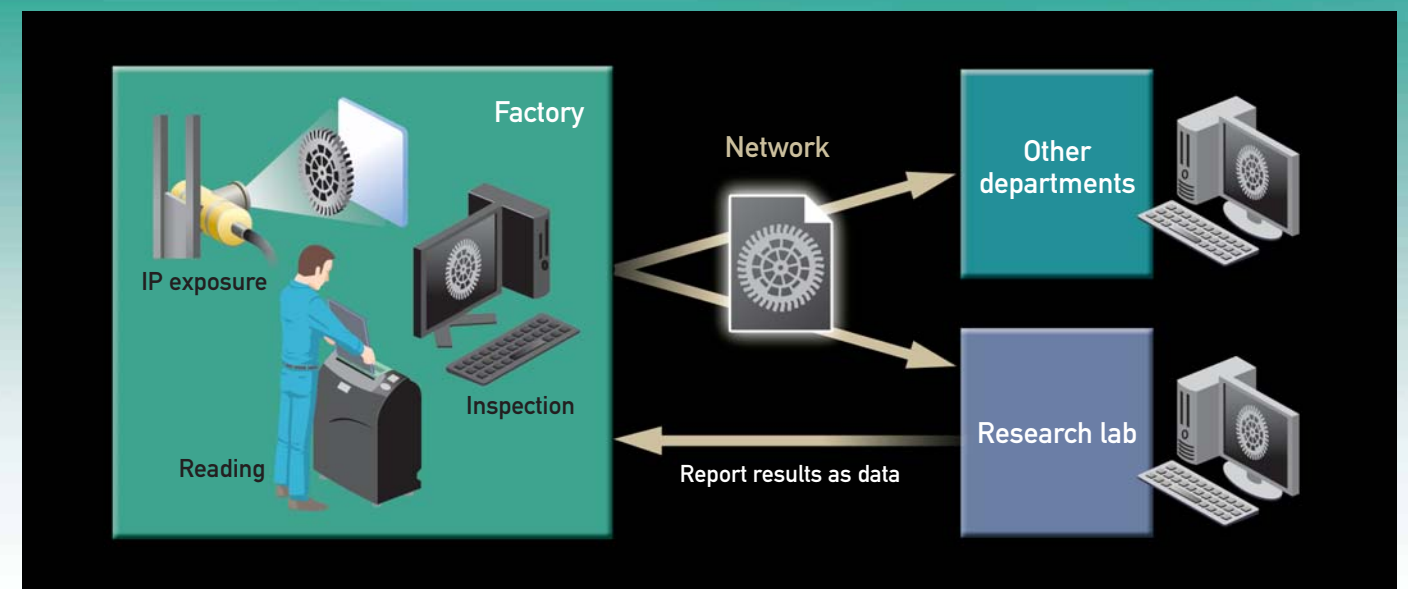 Factory
IP exposure
Reading
Inspection
Network
Other
departments
Research lab
Report results as data